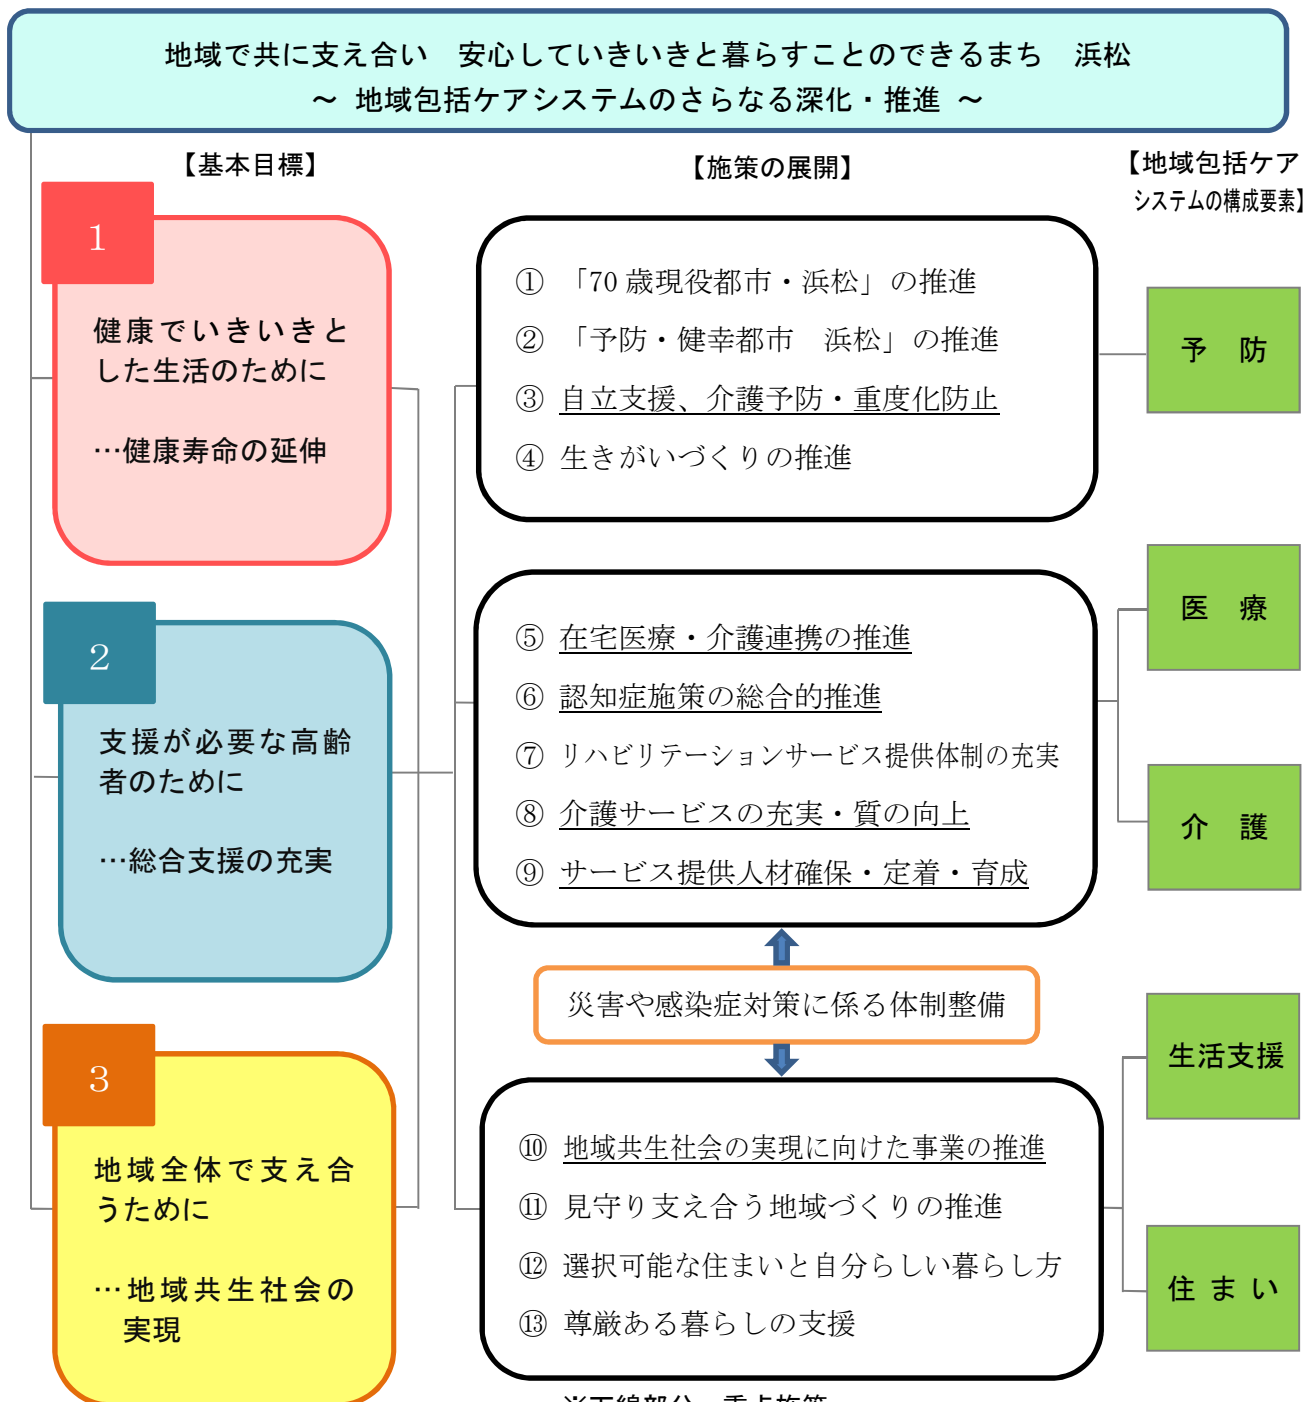 地域で共に支え合い　安心していきいきと暮らすことのできるまち　浜松
～ 地域包括ケアシステムのさらなる深化・推進 ～
【基本目標】
【施策の展開】
【地域包括ケア
システムの構成要素】
1
健康でいきいきと
した生活のために
…健康寿命の延伸
① 「70 歳現役都市・浜松」の推進
② 「予防・健幸都市　浜松」の推進
③ 自立支援、介護予防・重度化防止
④ 生きがいづくりの推進
予　防
2
支援が必要な高齢
者のために
…総合支援の充実
⑤ 在宅医療・介護連携の推進
⑥ 認知症施策の総合的推進
⑦ リハビリテーションサービス提供体制の充実
⑧ 介護サービスの充実・質の向上
⑨ サービス提供人材確保・定着・育成
医　療
介　護
災害や感染症対策に係る体制整備
3
地域全体で支え合
うために
…地域共生社会の
実現
⑩ 地域共生社会の実現に向けた事業の推進
⑪ 見守り支え合う地域づくりの推進
⑫ 選択可能な住まいと自分らしい暮らし方
⑬ 尊厳ある暮らしの支援
生活支援
住 ま い